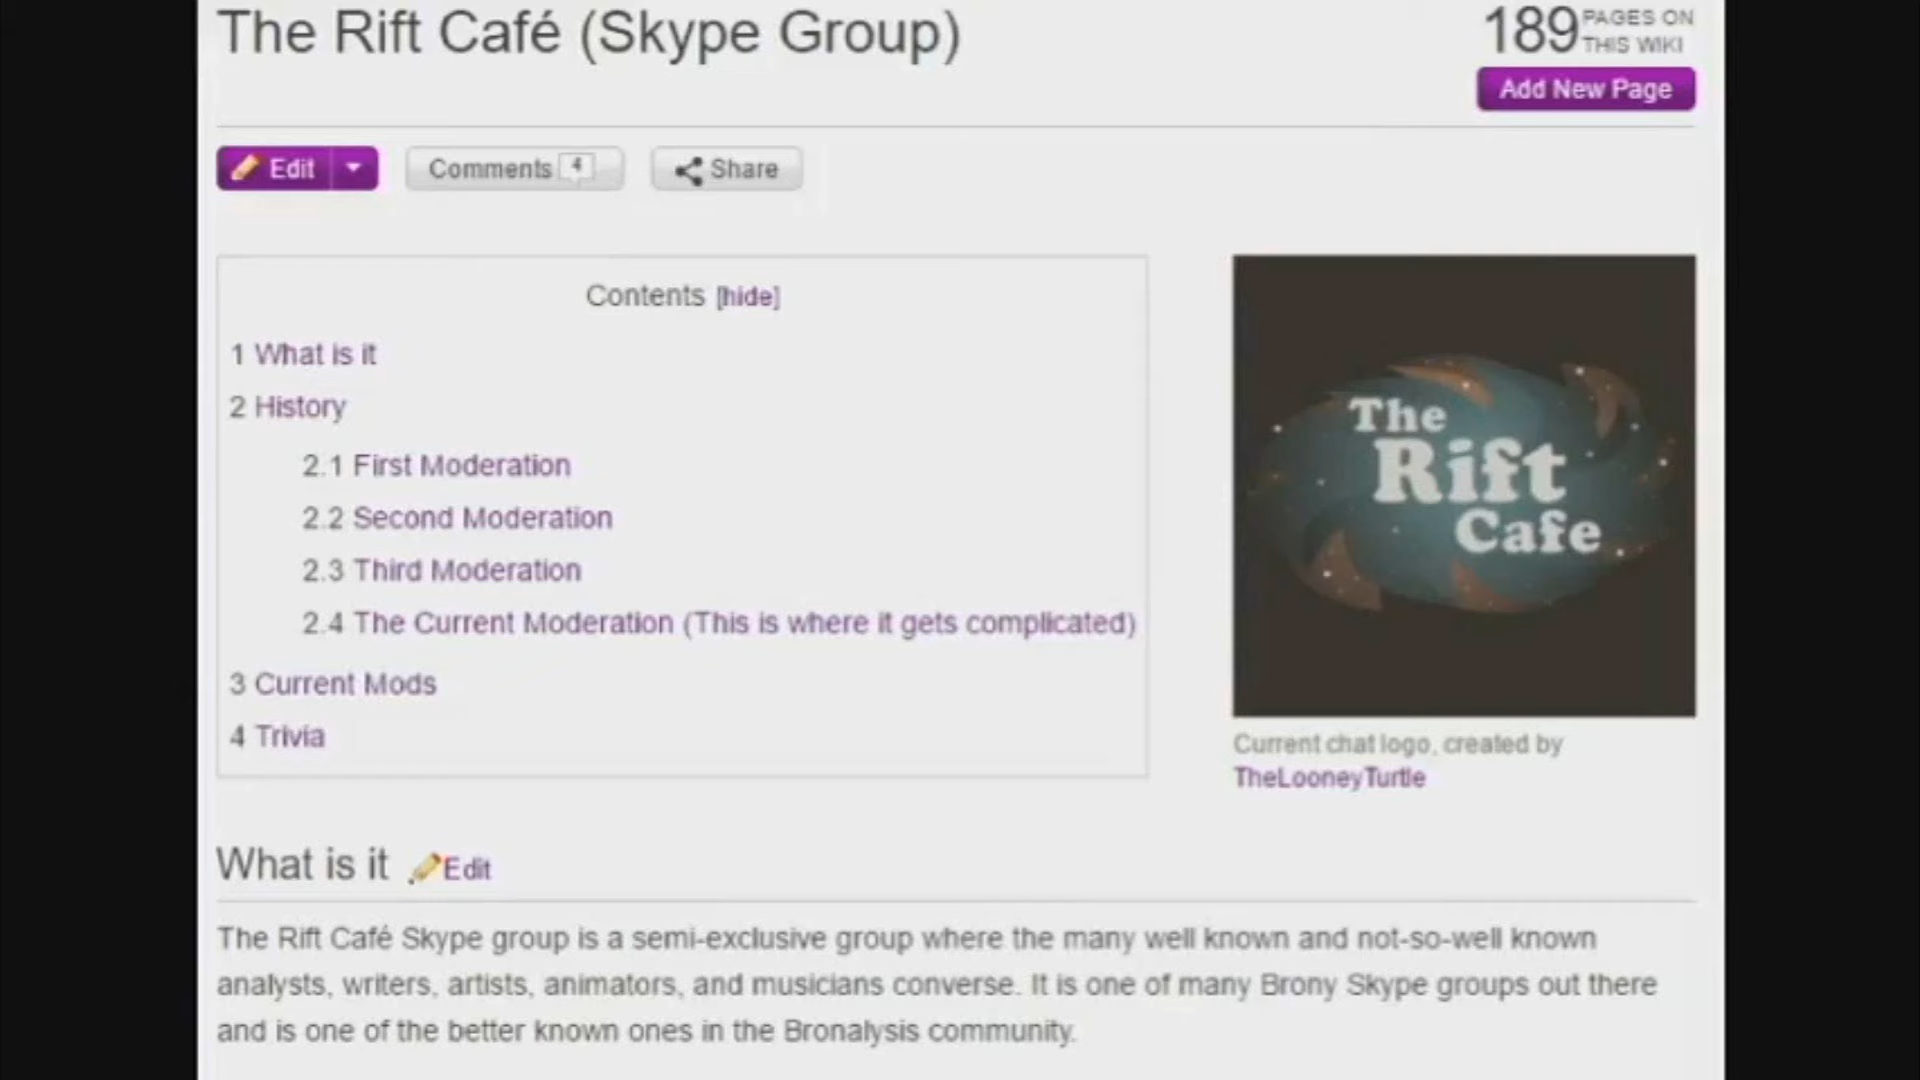 The Rift Café (Skype Group)
189 PAGES ON
THIS WIKI
Add New Page
Edit
Comments 4
Share
Contents [hide]
1 What is it
2 History
2.1 First Moderation
2.2 Second Moderation
2.3 Third Moderation
2.4 The Current Moderation (This is where it gets complicated)
3 Current Mods
4 Trivia
The
Rift
Cafe
Current chat logo, created by
TheLooneyTurtle
What is it Edit
The Rift Café Skype group is a semi-exclusive group where the many well known and not-so-well known
analysts, writers, artists, animators, and musicians converse. It is one of many Brony Skype groups out there
and is one of the better known ones in the Bronalysis community.